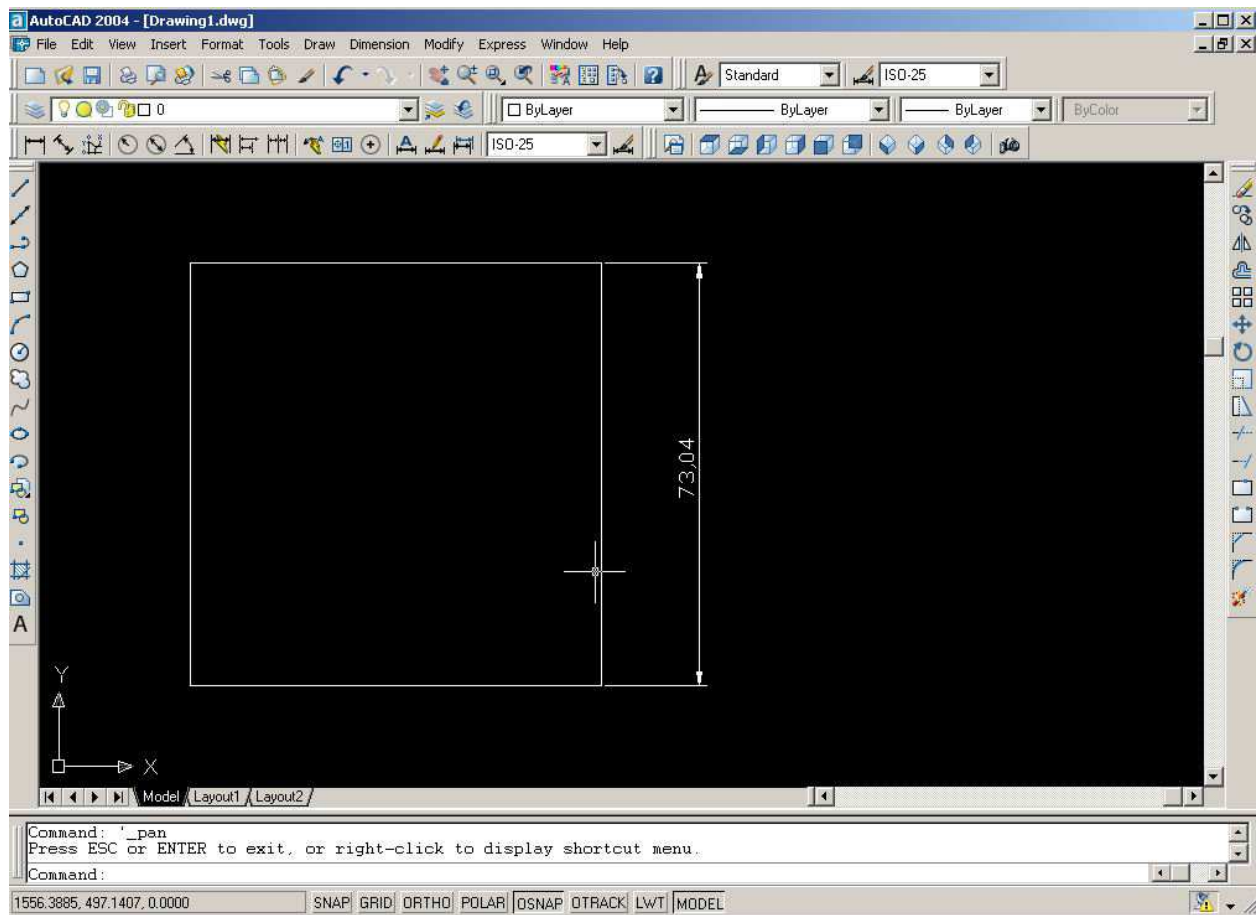 AutoCAD 2004 - [Drawing1.dwg]
File Edit View Insert Format Tools Draw Dimension Modify Express Window Help
Standard ISO-25
0 ByLayer ByLayer ByLayer ByColor
ISO-25
73,04
Y
X
Model Layout1 Layout2
Command: '_pan
Press ESC or ENTER to exit, or right-click to display shortcut menu.
Command:
1556.3885, 497.1407, 0.0000 SNAP GRID ORTHO POLAR OSNAP OTRACK LWT MODEL